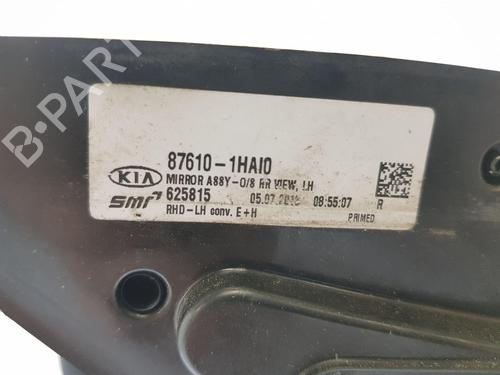 87610-1HAI0
KIA MIRROR ASSY-O/S RR VIEW, LH
smr 625815 05.07.2010 08:55:07 R
RHD-LH conv. E+H PRIMED
B-PARTS